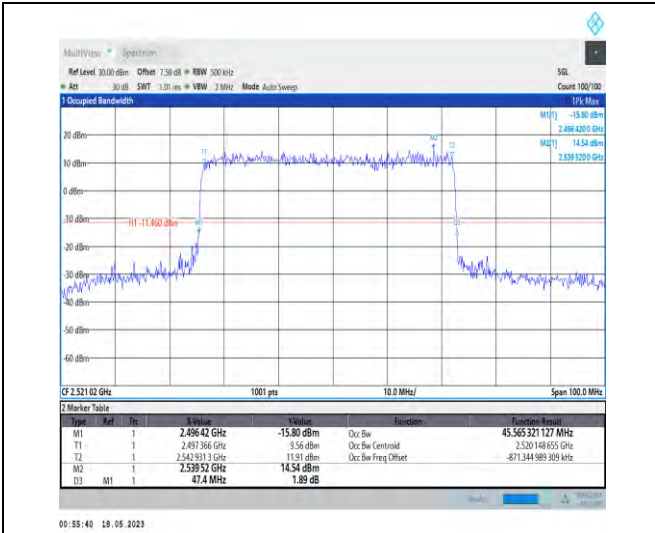 MultiView Spectrum
Ref Level 30.00 dBm Offset 7.58 dB RBW 500 kHz SGL
Att 30 dB SWT 1.01 ms VBW 2 MHz Mode Auto Sweep Count 100/100
1 Occupied Bandwidth 1Pk Max
M1[1] -15.80 dBm
2.496 4200 GHz
M2[1] 14.54 dBm
2.539 5200 GHz
20 dBm
M2
T1
T2
10 dBm
0 dBm
-10 dBm
H1 -11.460 dBm
M1
D3
-20 dBm
-30 dBm
-40 dBm
-50 dBm
-60 dBm
CF 2.521 02 GHz 1001 pts 10.0 MHz/ Span 100.0 MHz
2 Marker Table
Type Ref Trc X-Value Y-Value Function Function Result
M1 1 2.496 42 GHz -15.80 dBm Occ Bw 45.565 321 127 MHz
T1 1 2.497 366 GHz 9.56 dBm Occ Bw Centroid 2.520 148 655 GHz
T2 1 2.542 931 3 GHz 11.91 dBm Occ Bw Freq Offset -871.344 989 309 kHz
M2 1 2.539 52 GHz 14.54 dBm
D3 M1 1 47.4 MHz 1.89 dB
00:55:40 18.05.2023